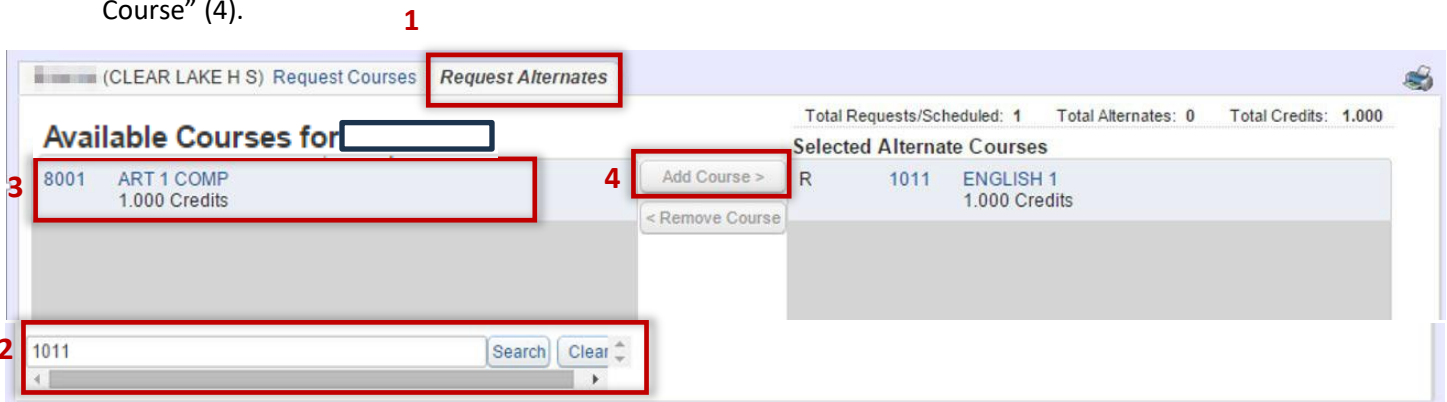 Course" (4).
1
(CLEAR LAKE H S) Request Courses Request Alternates
Total Requests/Scheduled: 1 Total Alternates: 0 Total Credits: 1.000
Available Courses for
Selected Alternate Courses
3 8001 ART 1 COMP
1.000 Credits
4 Add Course >
< Remove Course
R 1011 ENGLISH 1
1.000 Credits
2 1011 Search Clear